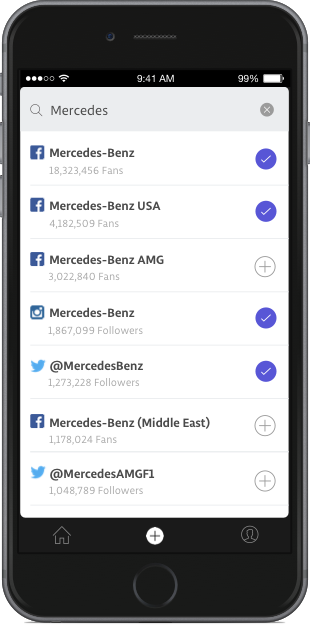 9:41 AM
99%
Mercedes
Mercedes-Benz
18,323,456 Fans
Mercedes-Benz USA
4,182,509 Fans
Mercedes-Benz AMG
3,022,840 Fans
Mercedes-Benz
1,867,099 Followers
@MercedesBenz
1,273,228 Followers
Mercedes-Benz (Middle East)
1,178,024 Fans
@MercedesAMGF1
1,048,789 Followers